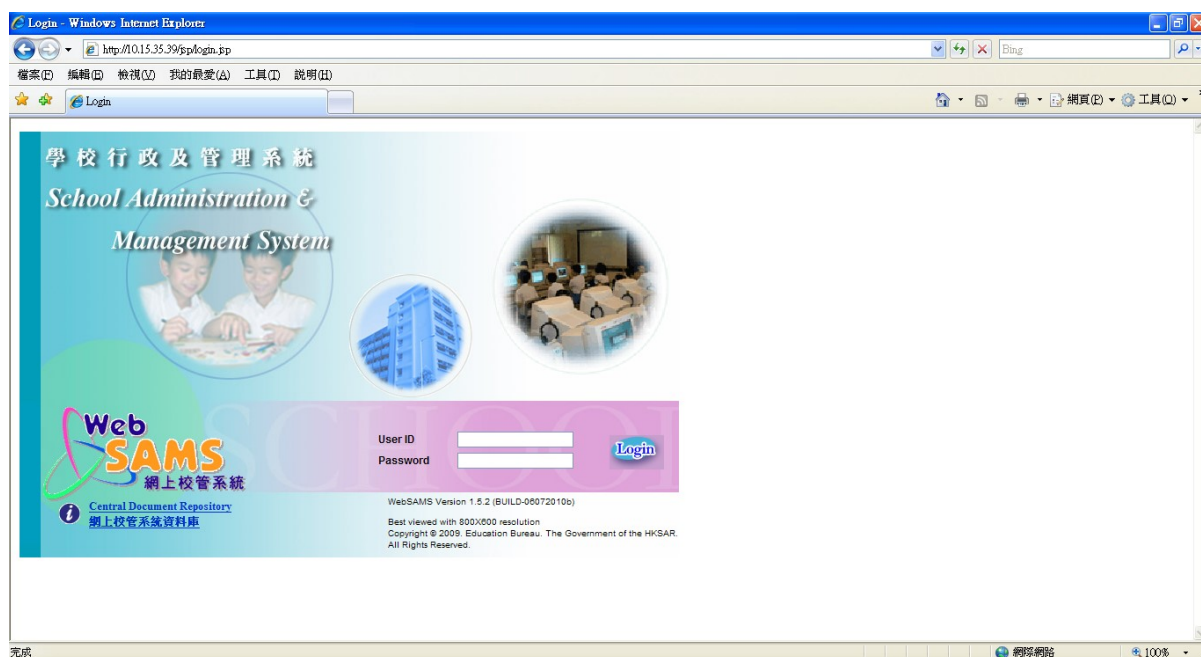 Login - Windows Internet Explorer
http://10.15.35.39/jsp/login.jsp
Bing
檔案(F) 編輯(E) 檢視(V) 我的最愛(A) 工具(T) 說明(H)
Login
網頁(P)
工具(O)
學校行政及管理系統
School Administration &
Management System
SCHOOL
Web
SAMS
網上校管系統
User ID
Password
Login
Central Document Repository
網上校管系統資料庫
WebSAMS Version 1.5.2 (BUILD-06072010b)
Best viewed with 800X600 resolution
Copyright © 2009. Education Bureau. The Government of the HKSAR.
All Rights Reserved.
完成
網際網路
100%